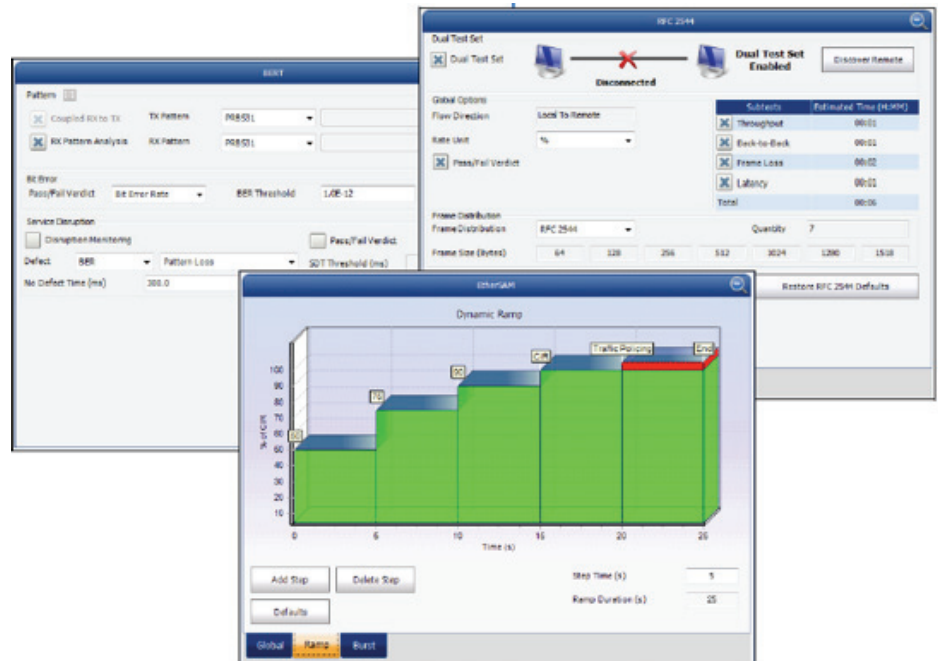 BERT
Pattern
Coupled RX to TX TX Pattern PRBS31
RX Pattern Analysis RX Pattern PRBS31
Bit Error
Pass/Fail Verdict Bit Error Rate BER Threshold 1.0E-12
Service Disruption
Disruption Monitoring Pass/Fail Verdict
Defect BER Pattern Loss SDT Threshold (ms)
No Defect Time (ms) 300.0
RFC 2544
Dual Test Set
Dual Test Set
Disconnected
Dual Test Set
Enabled
Discover Remote
Global Options
Flow Direction Local To Remote
Rate Unit %
Pass/Fail Verdict
Subtests Estimated Time (H:MM)
Throughput 00:01
Back-to-Back 00:01
Frame Loss 00:02
Latency
Total 00:06
Frame Distribution
Frame Distribution RFC 2544 Quantity 7
Frame Size (Bytes) 64 128 256 512 1024 1280 1518
Restore RFC 2544 Defaults
EtherSAM
Dynamic Ramp
% of CIR
100
90
80
70
60
50
40
30
20
10
50
75
90
CIR
Traffic Policing
End
0 5 10 15 20 25
Time (s)
Add Step Delete Step
Defaults
Step Time (s) 5
Ramp Duration (s) 25
Global Ramp Burst